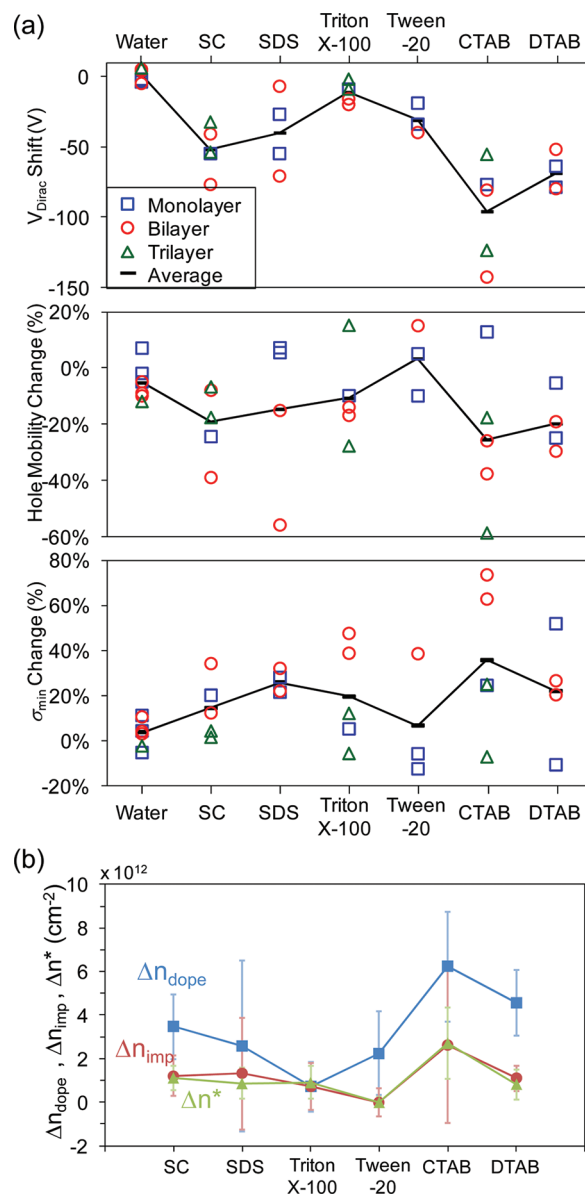 (a)
Water SC SDS Triton X-100 Tween -20 CTAB DTAB
V_Dirac Shift (V)
0
-50
-100
-150
Monolayer
Bilayer
Trilayer
Average
Hole Mobility Change (%)
20%
0%
-20%
-40%
-60%
σ_min Change (%)
80%
60%
40%
20%
0%
-20%
Water SC SDS Triton X-100 Tween -20 CTAB DTAB
(b)
x 10^12
Δn_dope, Δn_imp, Δn* (cm^-2)
10
8
6
4
2
0
-2
Δn_dope
Δn_imp
Δn*
SC SDS Triton X-100 Tween -20 CTAB DTAB